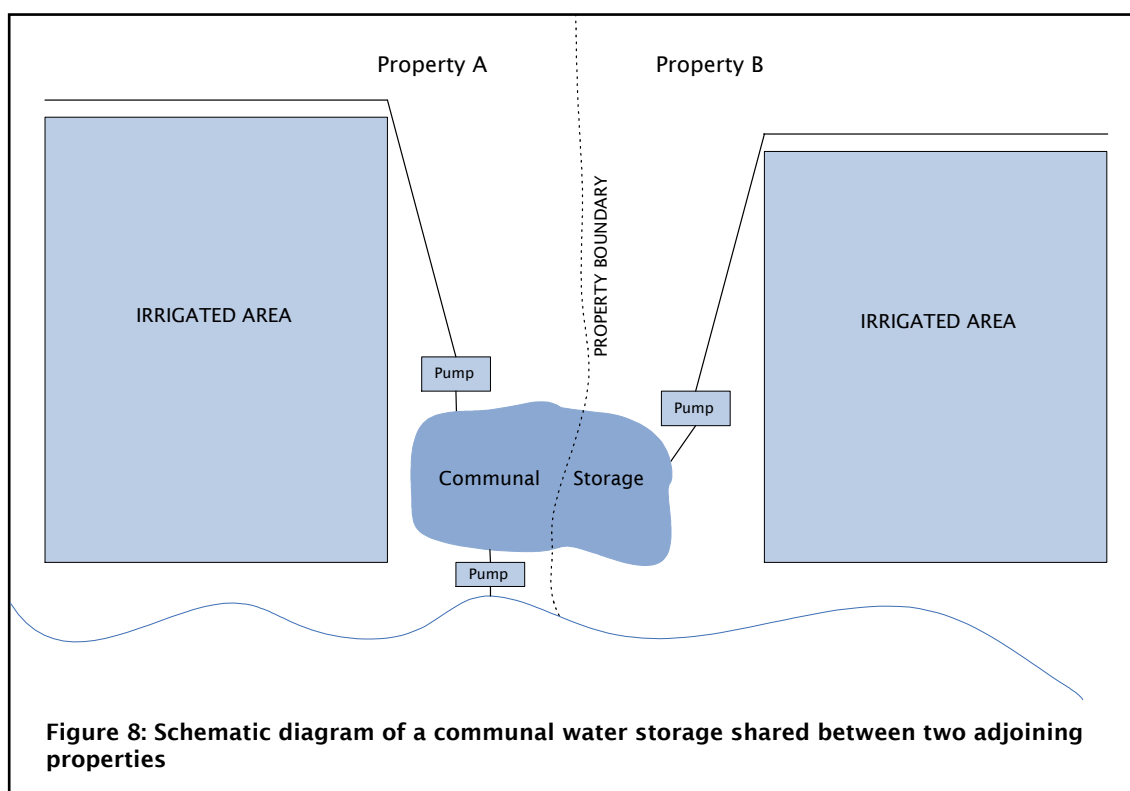 Property A
Property B
PROPERTY BOUNDARY
IRRIGATED AREA
IRRIGATED AREA
Pump
Pump
Communal
Storage
Pump
Figure 8: Schematic diagram of a communal water storage shared between two adjoining
properties